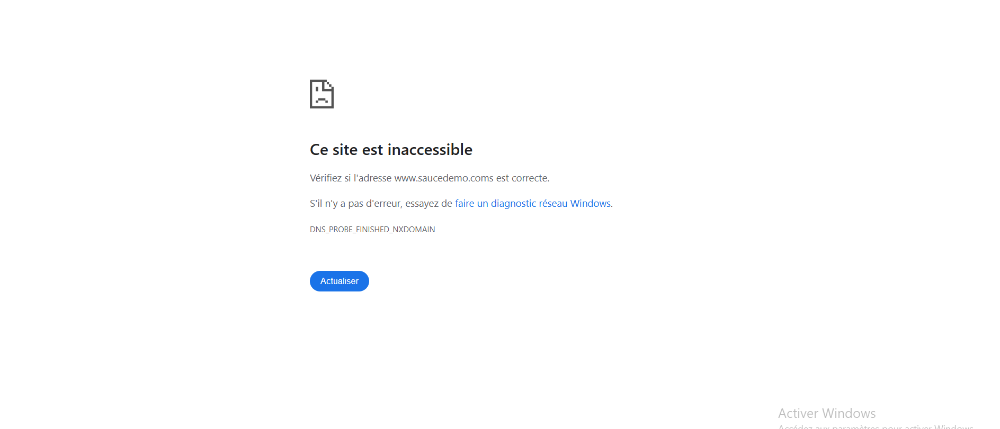 Ce site est inaccessible
Vérifiez si l'adresse www.saucedemo.coms est correcte.
S'il n'y a pas d'erreur, essayez de faire un diagnostic réseau Windows.
DNS_PROBE_FINISHED_NXDOMAIN
Actualiser
Activer Windows
Accédez aux paramètres pour activer Windows.